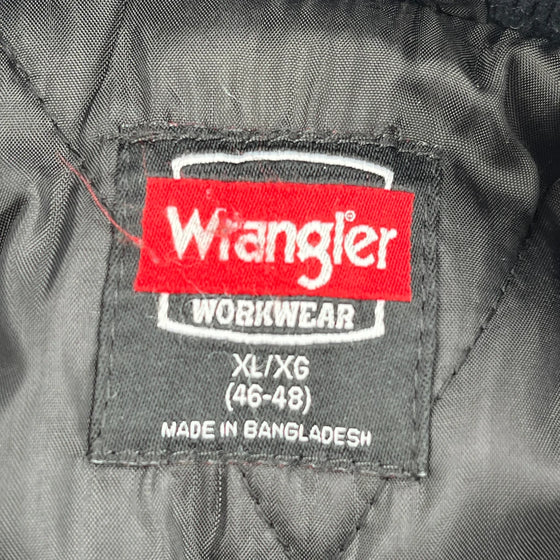 Wrangler®
WORKWEAR
XL/XG
(46-48)
MADE IN BANGLADESH